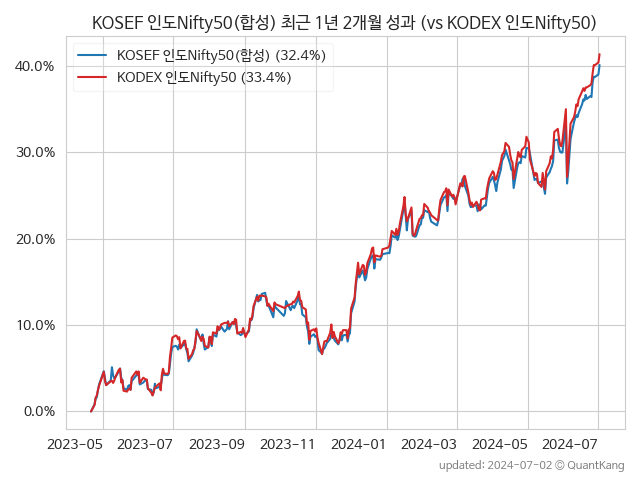 KOSEF 인도Nifty50(합성) 최근 1년 2개월 성과 (vs KODEX 인도Nifty50)
KOSEF 인도Nifty50(합성) (32.4%)
KODEX 인도Nifty50 (33.4%)
40.0%
30.0%
20.0%
10.0%
0.0%
2023-05 2023-07 2023-09 2023-11 2024-01 2024-03 2024-05 2024-07
updated: 2024-07-02 © QuantKang